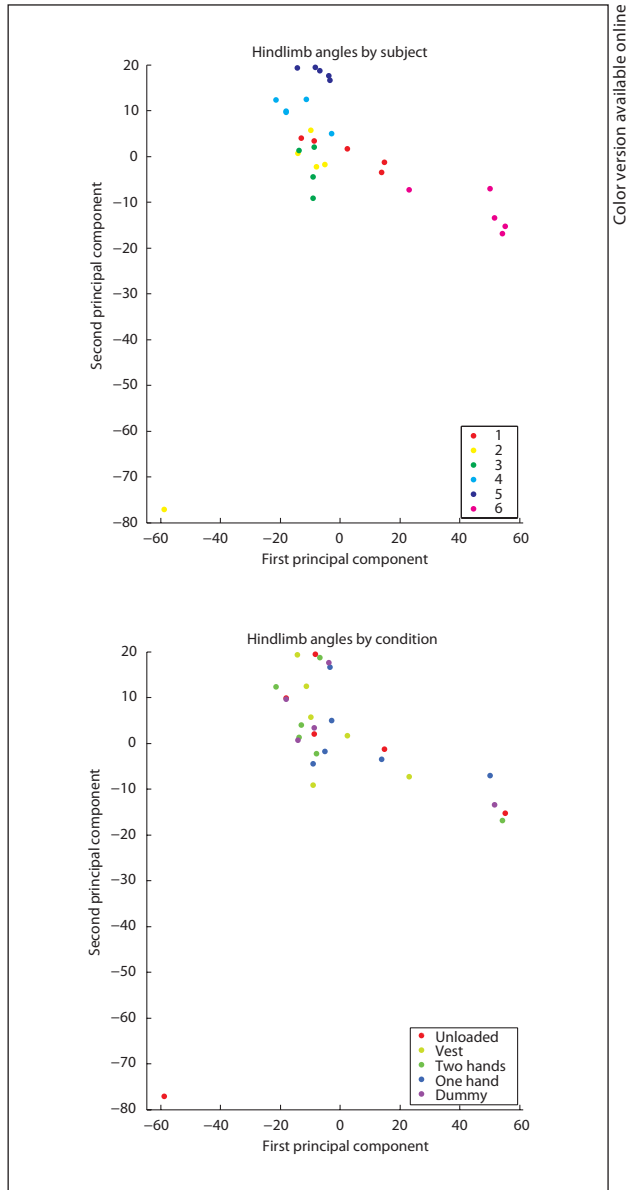 Color version available online
Hindlimb angles by subject
20
10
0
−10
−20
−30
−40
−50
−60
−70
−80
Second principal component
1
2
3
4
5
6
−60 −40 −20 0 20 40 60
First principal component
Hindlimb angles by condition
20
10
0
−10
−20
−30
−40
−50
−60
−70
−80
Second principal component
Unloaded
Vest
Two hands
One hand
Dummy
−60 −40 −20 0 20 40 60
First principal component